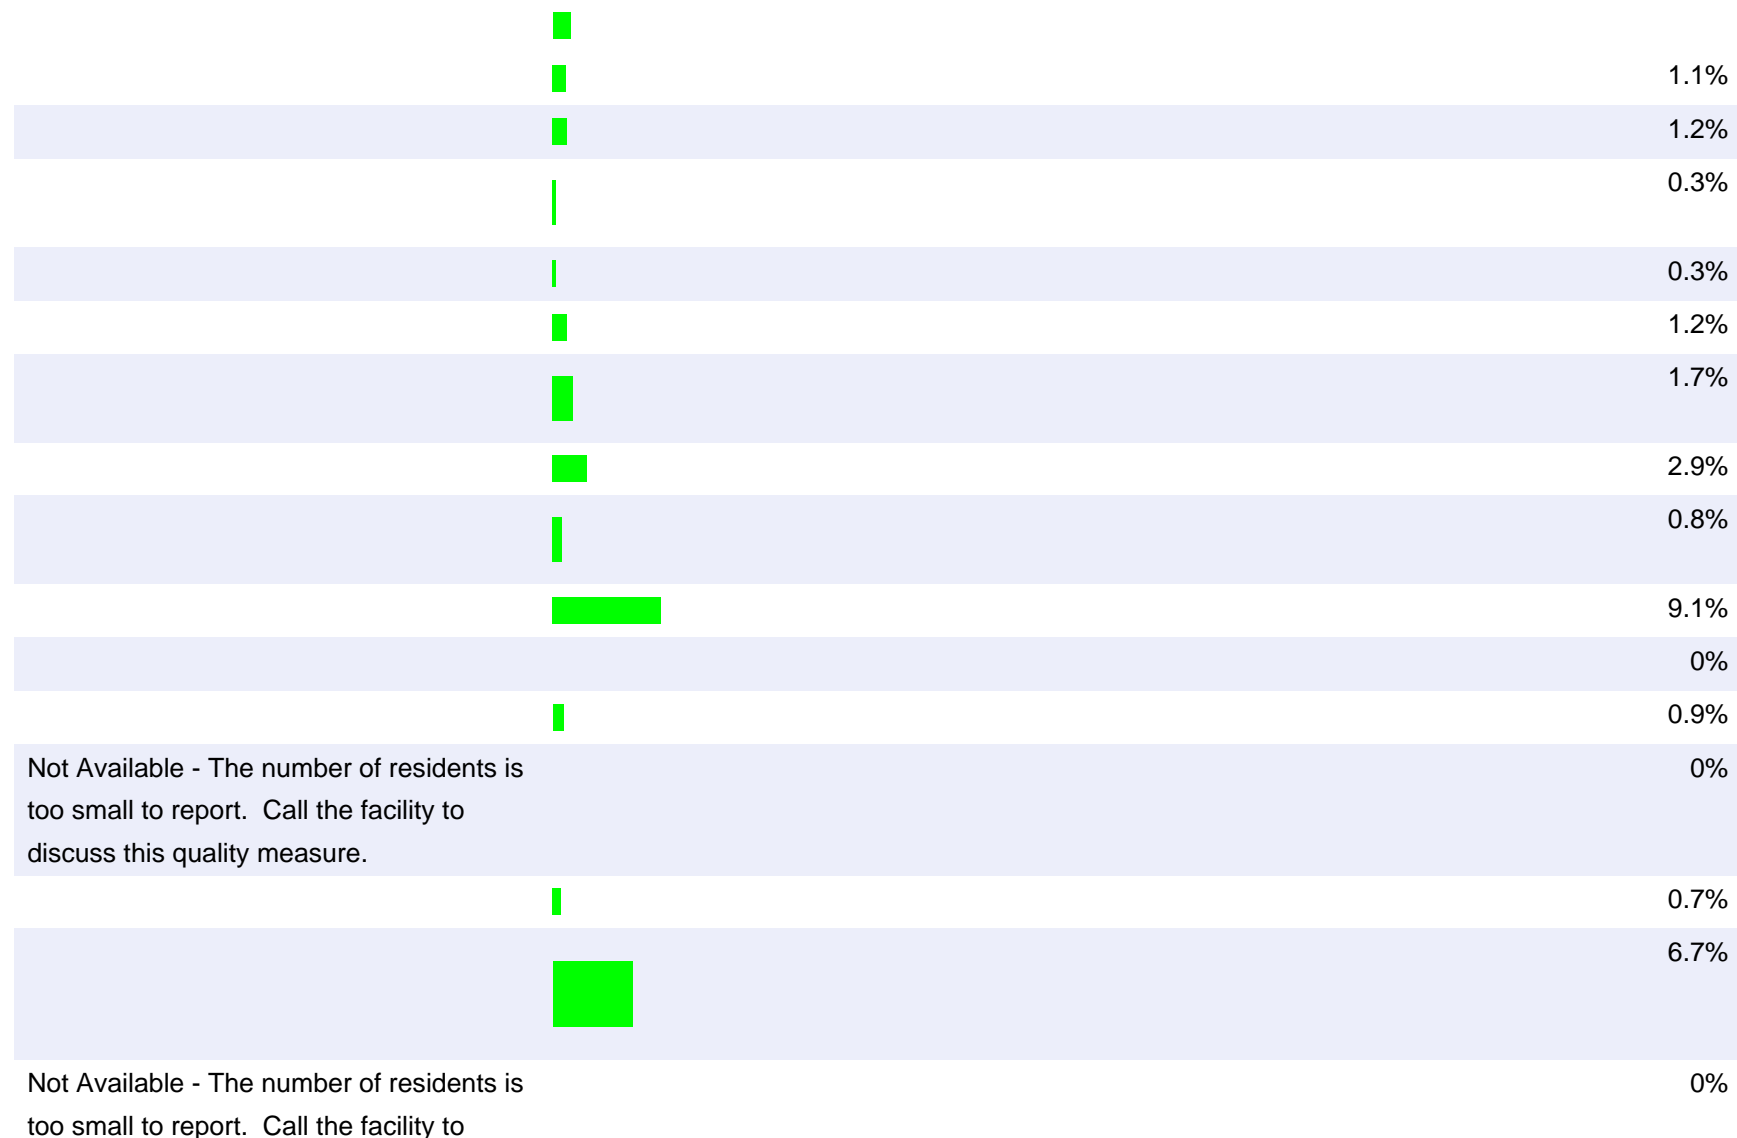 1.1%
1.2%
0.3%
0.3%
1.2%
1.7%
2.9%
0.8%
9.1%
0%
0.9%
Not Available - The number of residents is 0%
too small to report.  Call the facility to
discuss this quality measure.
0.7%
6.7%
Not Available - The number of residents is 0%
too small to report.  Call the facility to